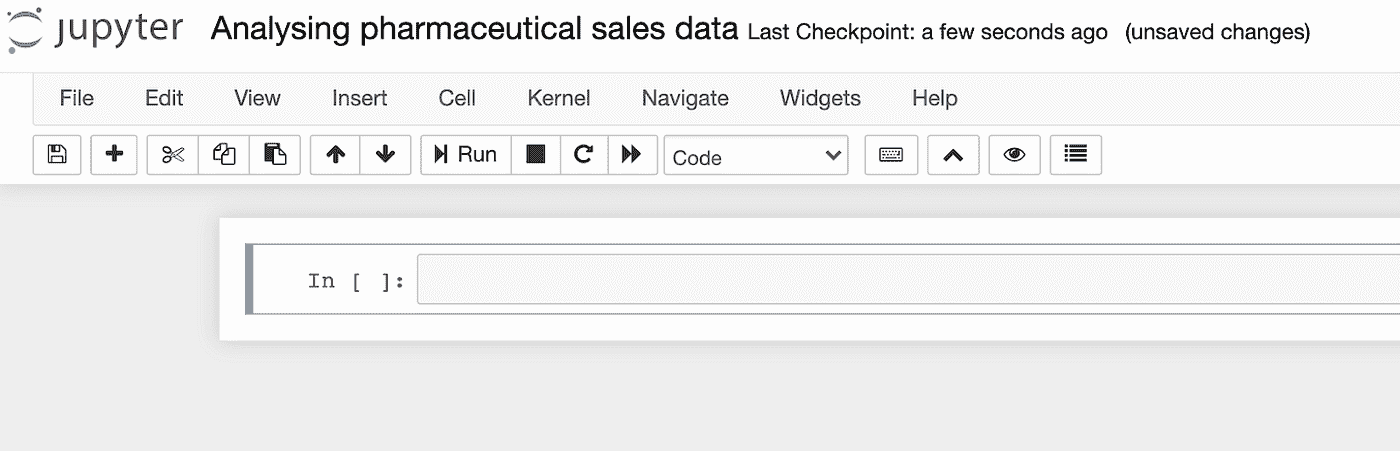 jupyter Analysing pharmaceutical sales data Last Checkpoint: a few seconds ago (unsaved changes)
File Edit View Insert Cell Kernel Navigate Widgets Help
Run Code
In [ ]: